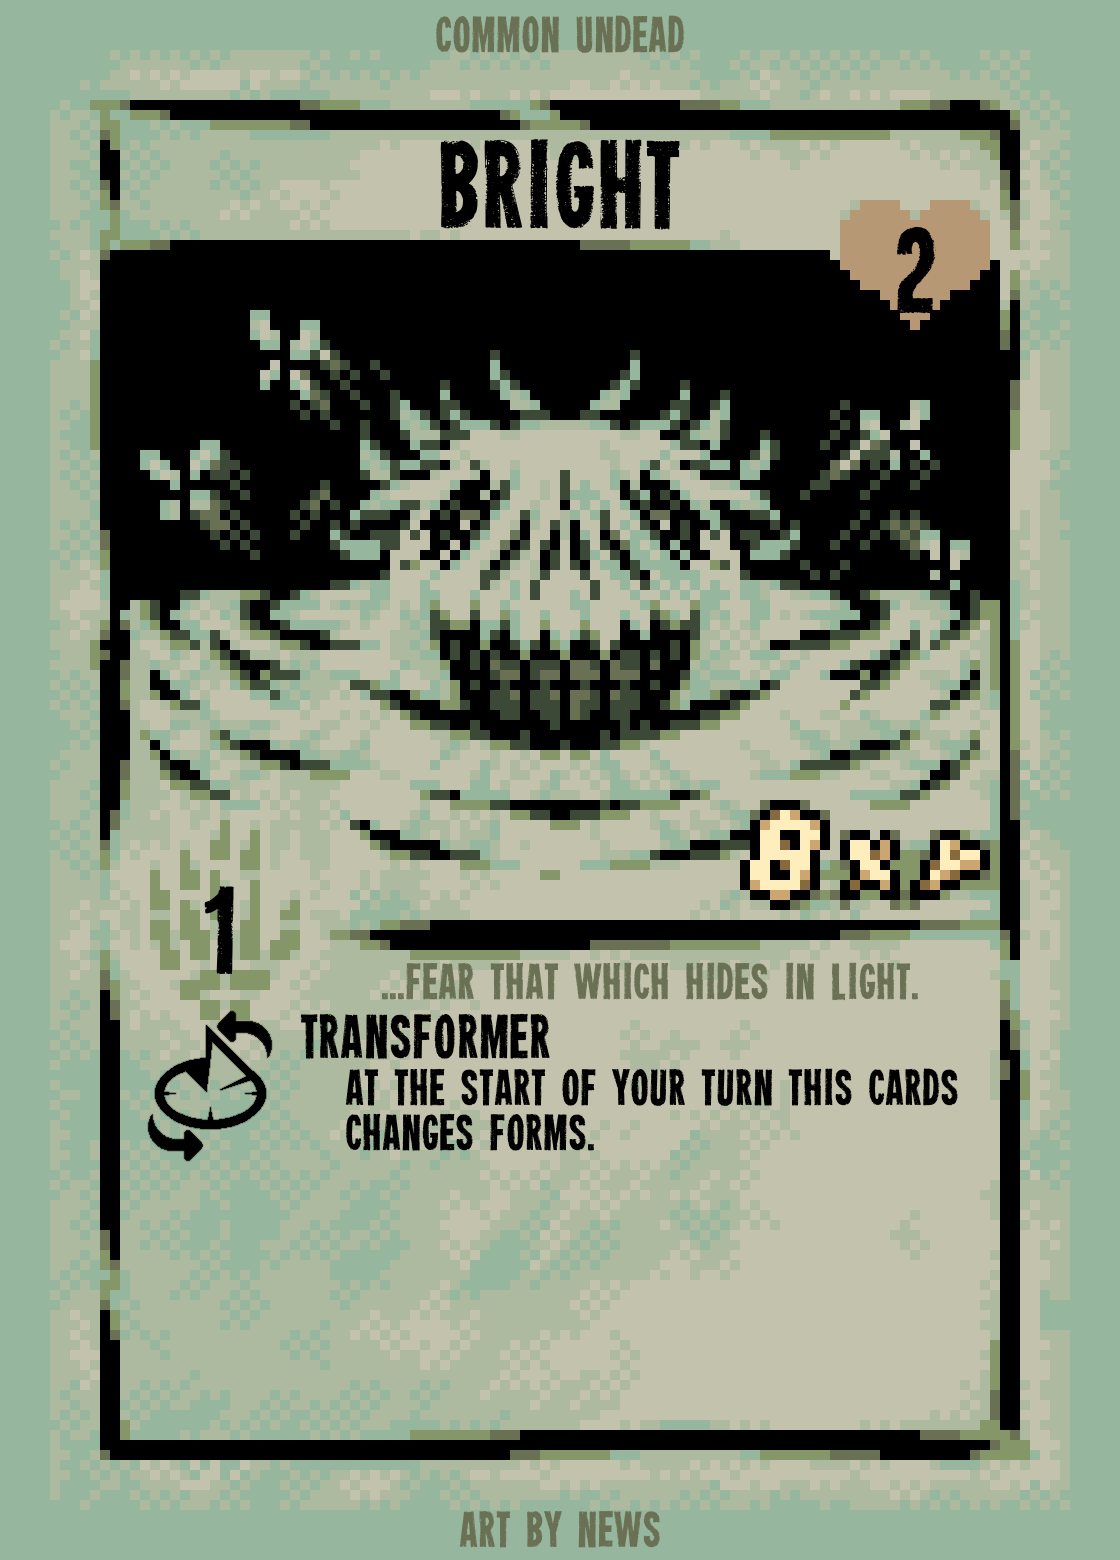 COMMON UNDEAD
BRIGHT
2
8x
1
...FEAR THAT WHICH HIDES IN LIGHT.
TRANSFORMER
AT THE START OF YOUR TURN THIS CARDS
CHANGES FORMS.
ART BY NEWS